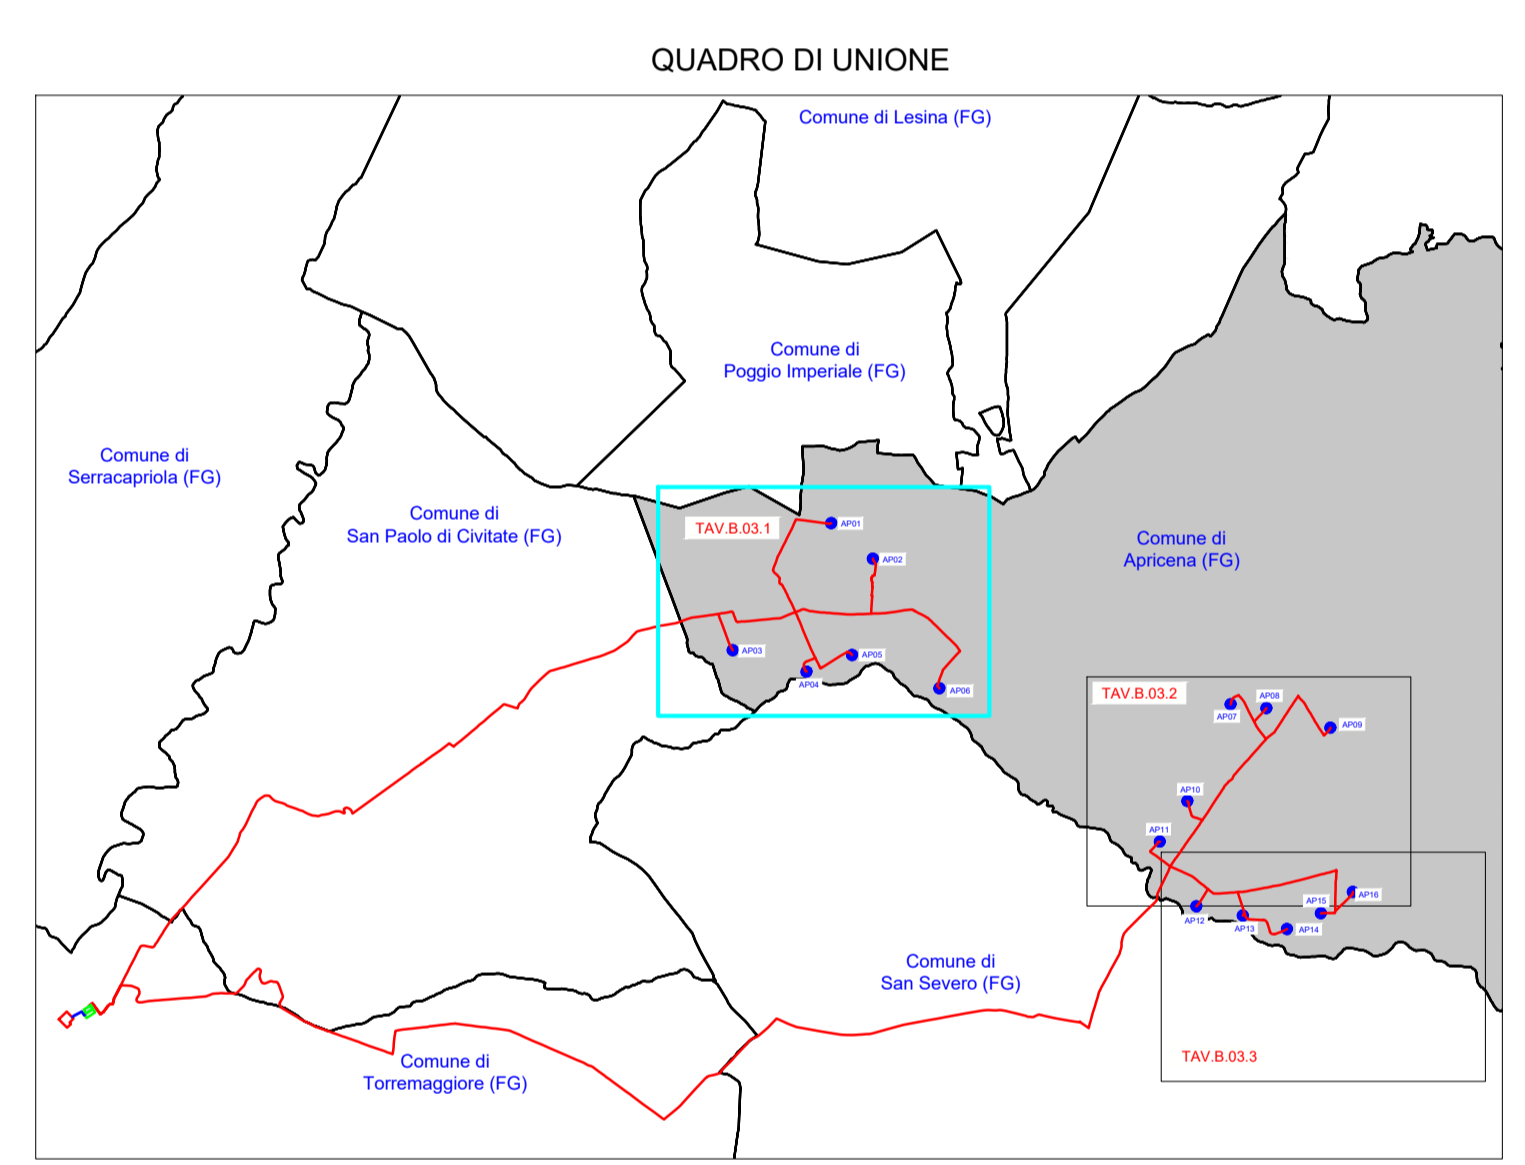 QUADRO DI UNIONE
Comune di Lesina (FG)
Comune di
Poggio Imperiale (FG)
Comune di
Serracapriola (FG)
Comune di
San Paolo di Civitate (FG)
TAV.B.03.1
AP01
AP02
Comune di
Apricena (FG)
AP03
AP05
AP04
AP06
TAV.B.03.2
AP08
AP07
AP09
AP10
AP11
AP16
AP15
AP12
AP13
AP14
Comune di
San Severo (FG)
TAV.B.03.3
Comune di
Torremaggiore (FG)